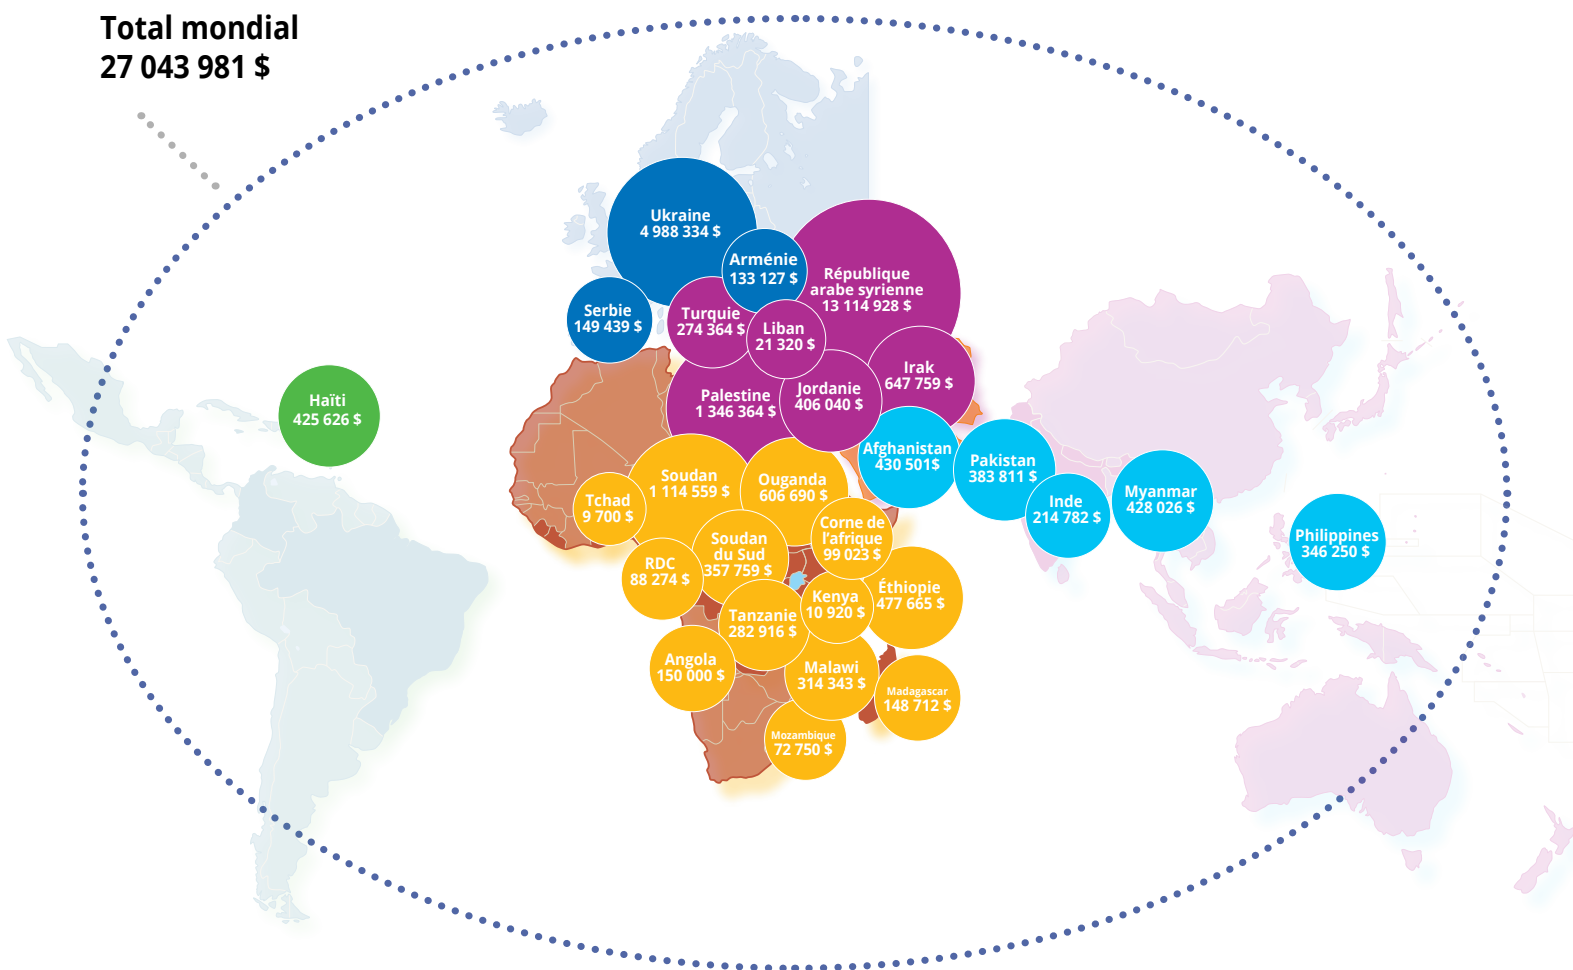 Total mondial
27 043 981 $
Ukraine
4 988 334 $
Arménie
133 127 $
République
arabe syrienne
13 114 928 $
Serbie
149 439 $
Turquie
274 364 $
Liban
21 320 $
Irak
647 759 $
Palestine
1 346 364 $
Jordanie
406 040 $
Haïti
425 626 $
Afghanistan
430 501$
Pakistan
383 811 $
Inde
214 782 $
Myanmar
428 026 $
Philippines
346 250 $
Soudan
1 114 559 $
Ouganda
606 690 $
Tchad
9 700 $
Corne de
l'afrique
99 023 $
Soudan
du Sud
357 759 $
RDC
88 274 $
Éthiopie
477 665 $
Kenya
10 920 $
Tanzanie
282 916 $
Angola
150 000 $
Malawi
314 343 $
Madagascar
148 712 $
Mozambique
72 750 $